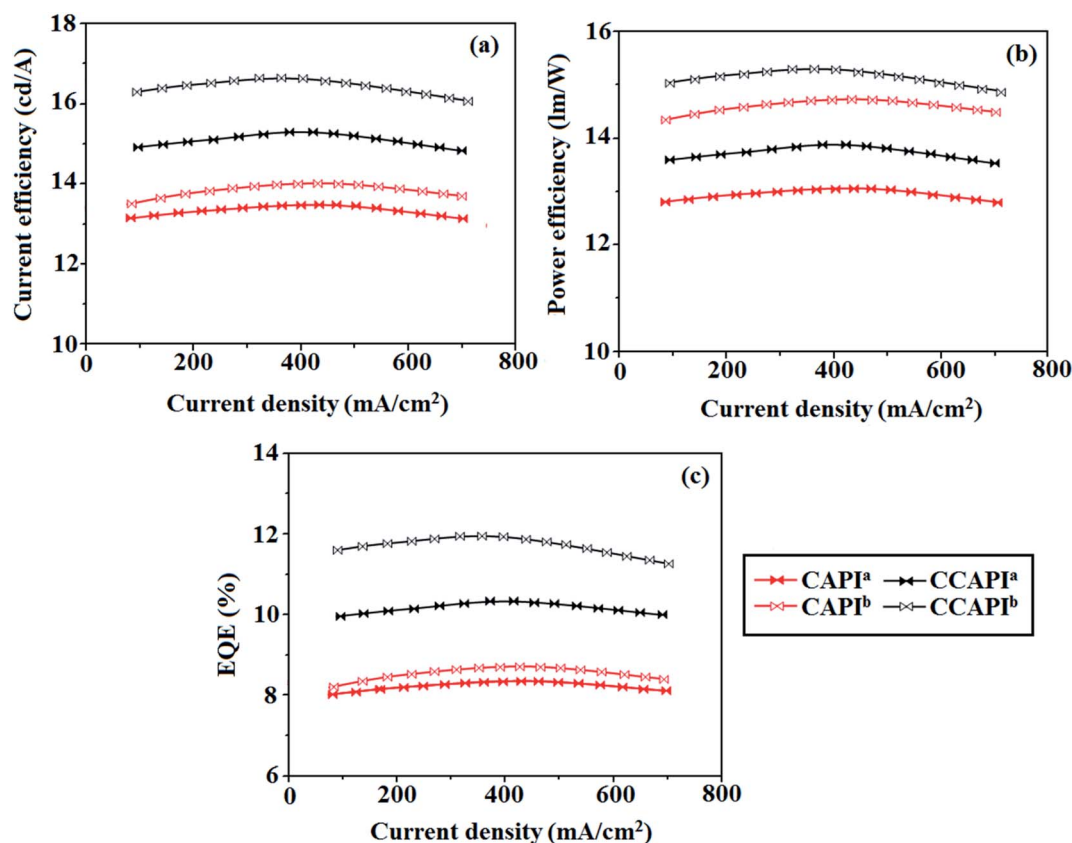 (a)
Current efficiency (cd/A)
18
16
14
12
10
0 200 400 600 800
Current density (mA/cm²)
(b)
Power efficiency (lm/W)
16
14
12
10
0 200 400 600 800
Current density (mA/cm²)
(c)
EQE (%)
14
12
10
8
6
0 200 400 600 800
Current density (mA/cm²)
CAPIᵃ CCAPIᵃ
CAPIᵇ CCAPIᵇ